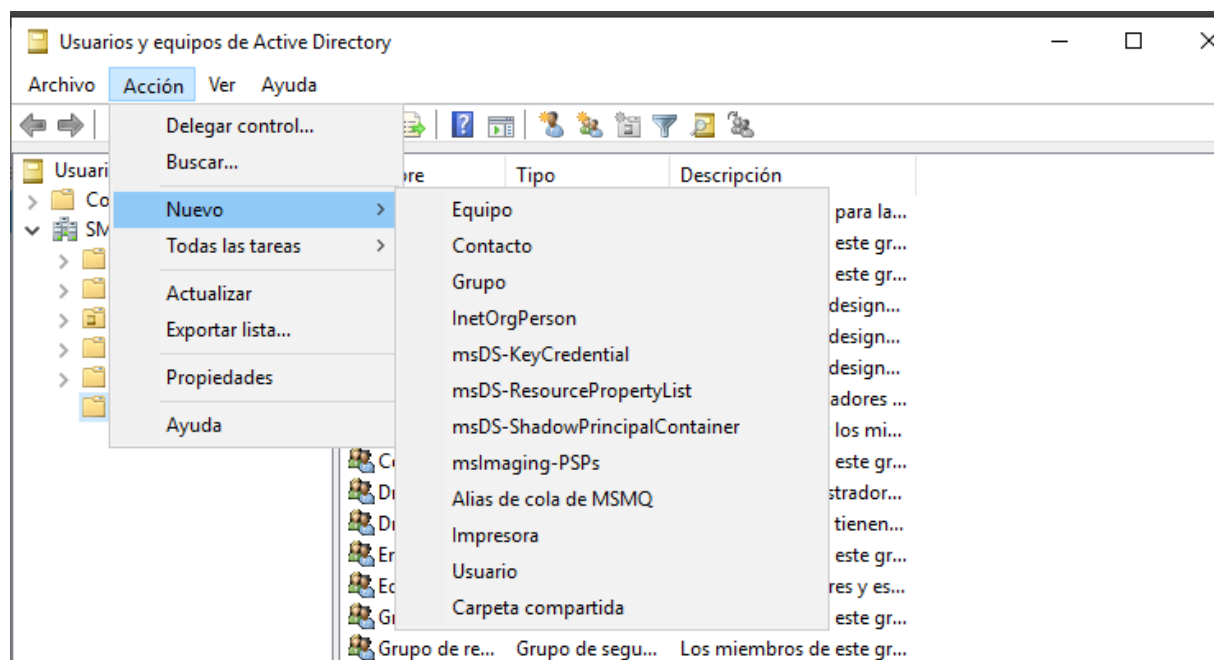 Usuarios y equipos de Active Directory
Archivo Acción Ver Ayuda
Delegar control...
Buscar...
Nuevo
Todas las tareas
Actualizar
Exportar lista...
Propiedades
Ayuda
Equipo
Contacto
Grupo
InetOrgPerson
msDS-KeyCredential
msDS-ResourcePropertyList
msDS-ShadowPrincipalContainer
msImaging-PSPs
Alias de cola de MSMQ
Impresora
Usuario
Carpeta compartida
Usuari
Co
SM
bre Tipo Descripción
para la...
este gr...
este gr...
design...
design...
design...
adores ...
los mi...
este gr...
strador...
tienen...
este gr...
res y es...
este gr...
Grupo de re... Grupo de segu... Los miembros de este gr...